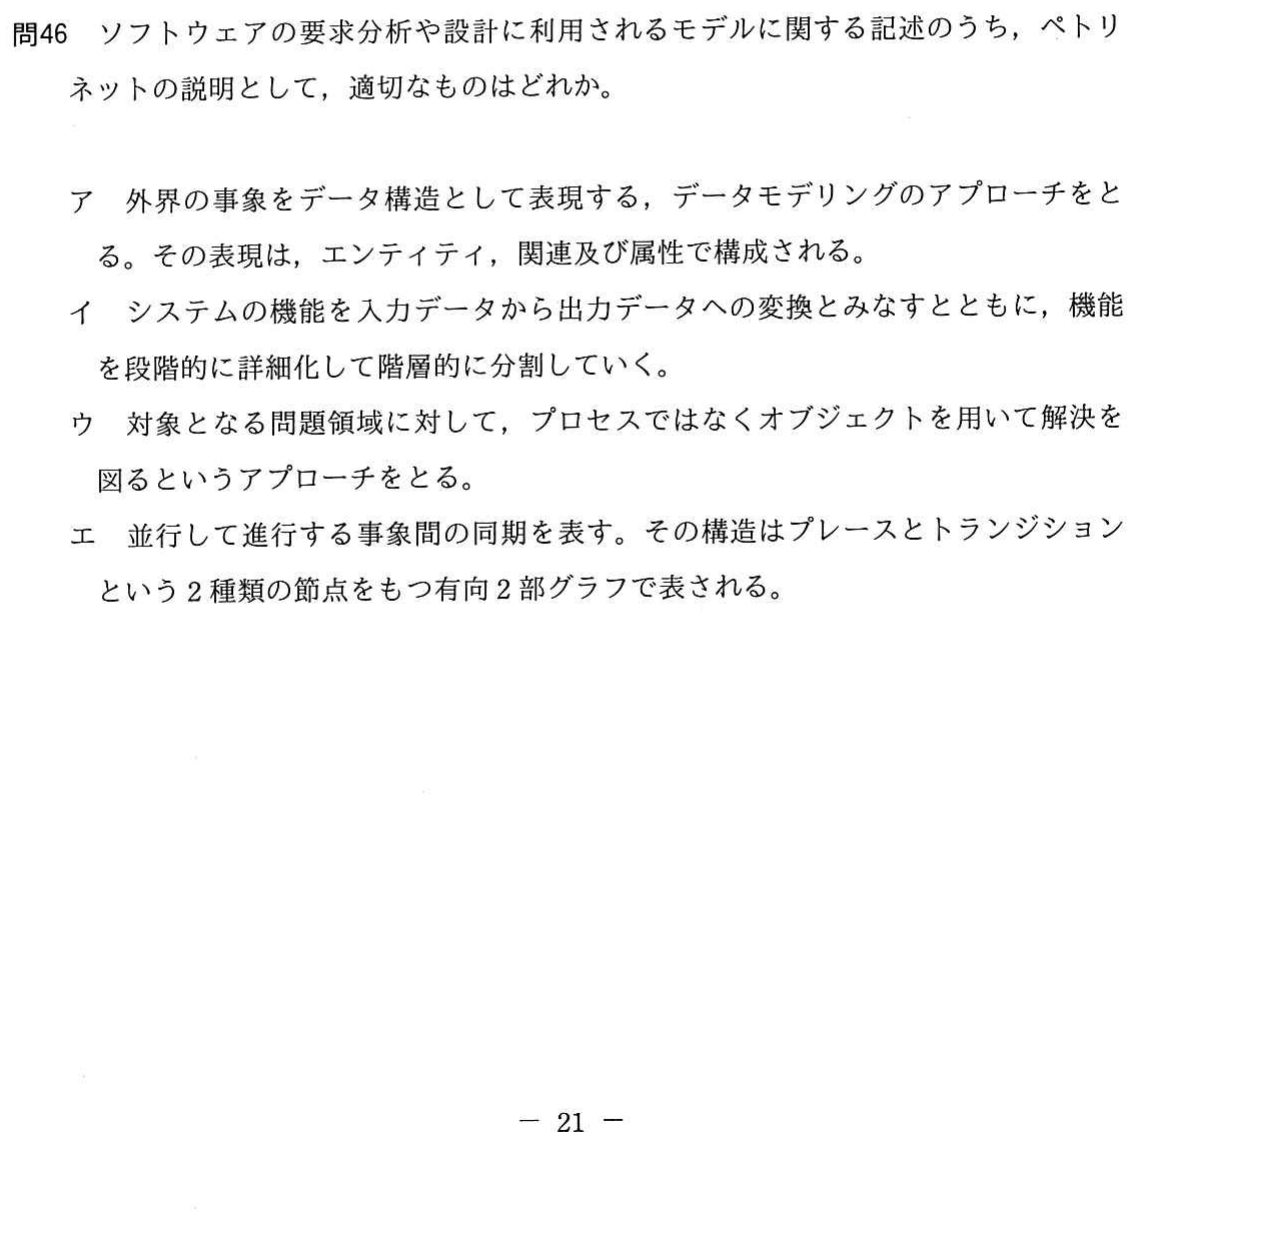 問46 ソフトウェアの要求分析や設計に利用されるモデルに関する記述のうち，ペトリ
ネットの説明として，適切なものはどれか。
ア 外界の事象をデータ構造として表現する，データモデリングのアプローチをと
る。その表現は，エンティティ，関連及び属性で構成される。
イ システムの機能を入力データから出力データへの変換とみなすとともに，機能
を段階的に詳細化して階層的に分割していく。
ウ 対象となる問題領域に対して，プロセスではなくオブジェクトを用いて解決を
図るというアプローチをとる。
エ 並行して進行する事象間の同期を表す。その構造はプレースとトランジション
という2種類の節点をもつ有向2部グラフで表される。
－ 21 －